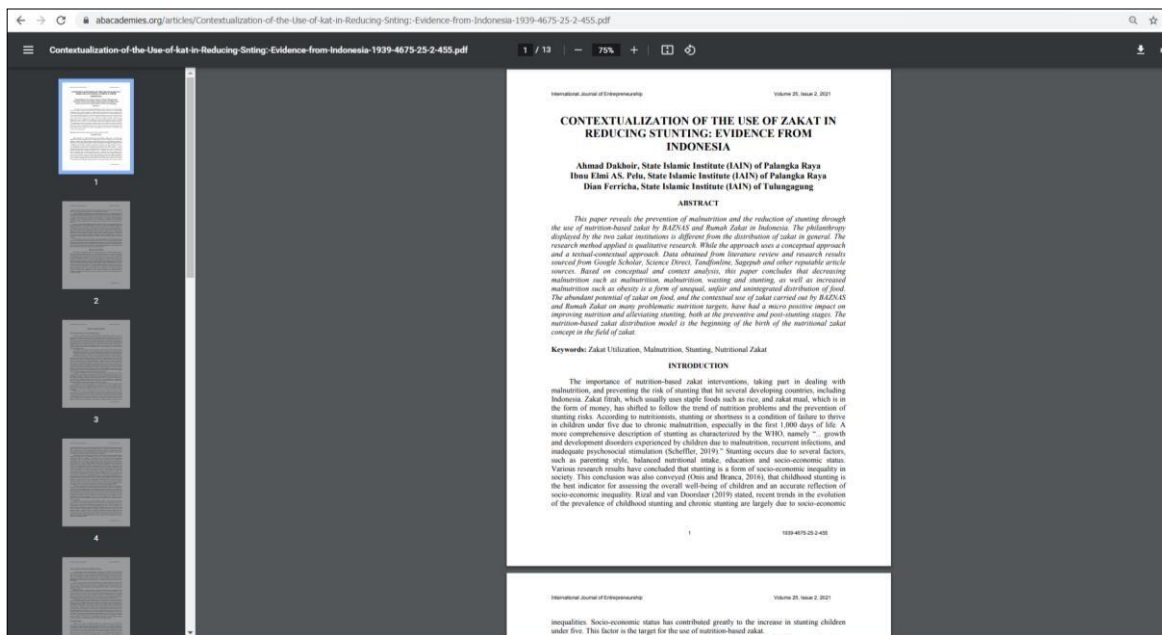 abacademies.org/articles/Contextualization-of-the-Use-of-kat-in-Reducing-Snting:-Evidence-from-Indonesia-1939-4675-25-2-455.pdf
Contextualization-of-the-Use-of-kat-in-Reducing-Snting:-Evidence-from-Indonesia-1939-4675-25-2-455.pdf 1 / 13 75%
1
2
3
4
International Journal of Entrepreneurship Volume 25, Issue 2, 2021
CONTEXTUALIZATION OF THE USE OF ZAKAT IN
REDUCING STUNTING: EVIDENCE FROM
INDONESIA
Ahmad Dakhoir, State Islamic Institute (IAIN) of Palangka Raya
Ibnu Elmi AS. Pelu, State Islamic Institute (IAIN) of Palangka Raya
Dian Ferricha, State Islamic Institute (IAIN) of Tulungagung
ABSTRACT
This paper reveals the prevention of malnutrition and the reduction of stunting through
the use of nutrition-based zakat by BAZNAS and Rumah Zakat in Indonesia. The philanthropy
displayed by the two zakat institutions is different from the distribution of zakat in general. The
research method applied is qualitative research. While the approach uses a conceptual approach
and a textual-contextual approach. Data obtained from literature review and research results
sourced from Google Scholar, Science Direct, Tandfonline, Sagepub and other reputable article
sources. Based on conceptual and context analysis, this paper concludes that decreasing
malnutrition such as malnutrition, malnutrition, wasting and stunting, as well as increased
malnutrition such as obesity is a form of unequal, unfair and unintegrated distribution of food.
The abundant potential of zakat on food, and the contextual use of zakat carried out by BAZNAS
and Rumah Zakat on many problematic nutrition targets, have had a micro positive impact on
improving nutrition and alleviating stunting, both at the preventive and post-stunting stages. The
nutrition-based zakat distribution model is the beginning of the birth of the nutritional zakat
concept in the field of zakat.
Keywords: Zakat Utilization, Malnutrition, Stunting, Nutritional Zakat
INTRODUCTION
The importance of nutrition-based zakat interventions, taking part in dealing with
malnutrition, and preventing the risk of stunting that hit several developing countries, including
Indonesia. Zakat fitrah, which usually uses staple foods such as rice, and zakat maal, which is in
the form of money, has shifted to follow the trend of nutrition problems and the prevention of
stunting risks. According to nutritionists, stunting or shortness is a condition of failure to thrive
in children under five due to chronic malnutrition, especially in the first 1,000 days of life. A
more comprehensive description of stunting as characterized by the WHO, namely “... growth
and development disorders experienced by children due to malnutrition, recurrent infections, and
inadequate psychosocial stimulation (Scheffler, 2019).” Stunting occurs due to several factors,
such as parenting style, balanced nutritional intake, education and socio-economic status.
Various research results have concluded that stunting is a form of socio-economic inequality in
society. This conclusion was also conveyed (Onis and Branca, 2016), that childhood stunting is
the best indicator for assessing the overall well-being of children and an accurate reflection of
socio-economic inequality. Rizal and van Doorslaer (2019) stated, recent trends in the evolution
of the prevalence of childhood stunting and chronic stunting are largely due to socio-economic
1 1939-4675-25-2-455
International Journal of Entrepreneurship Volume 25, Issue 2, 2021
inequalities. Socio-economic status has contributed greatly to the increase in stunting children
under five. This factor is the target for the use of nutrition-based zakat.